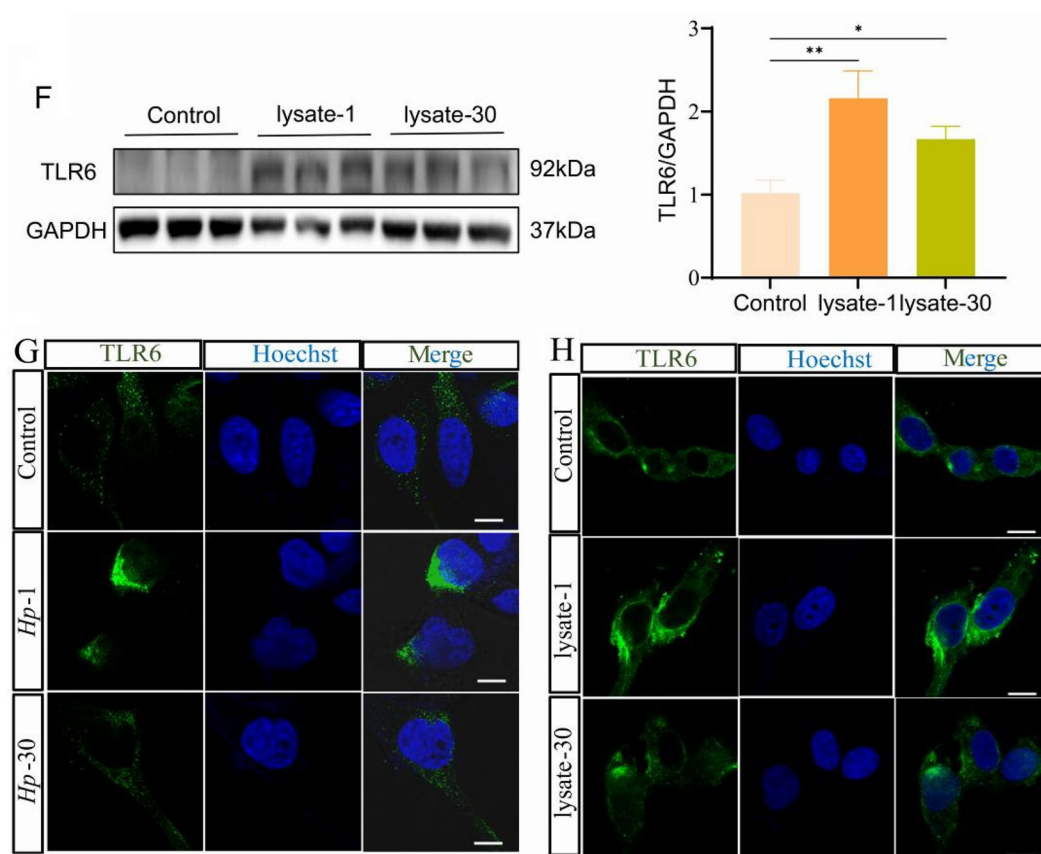 F
Control lysate-1 lysate-30
TLR6 92kDa
GAPDH 37kDa
TLR6/GAPDH
3
2
1
0
*
**
Control lysate-1 lysate-30
G
TLR6 Hoechst Merge
Control
Hp-1
Hp-30
H
TLR6 Hoechst Merge
Control
lysate-1
lysate-30